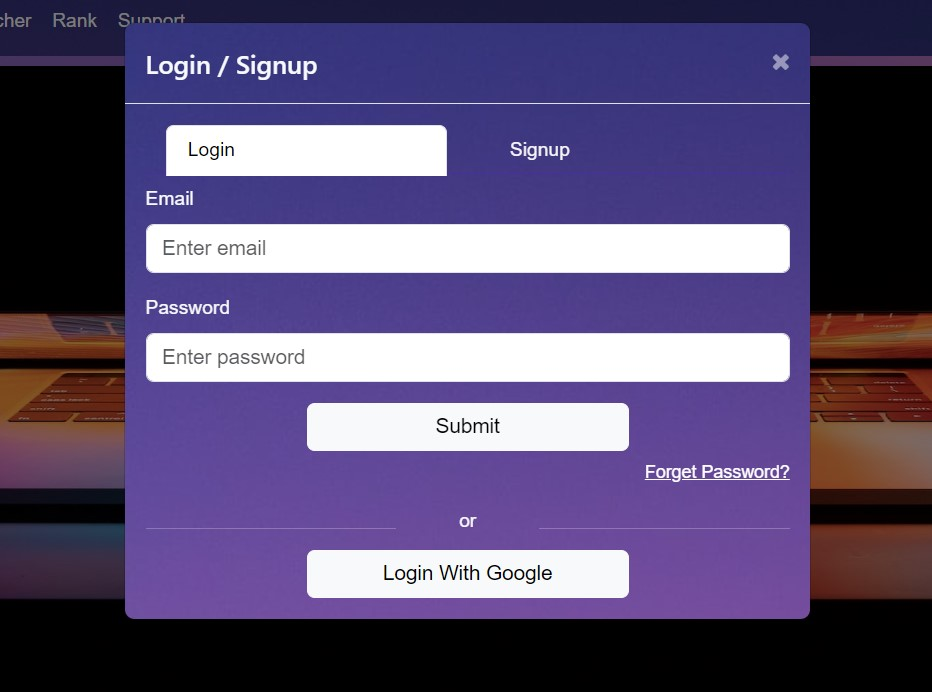 cher Rank Support
Login / Signup
Login Signup
Email
Enter email
Password
Enter password
Submit
Forget Password?
or
Login With Google